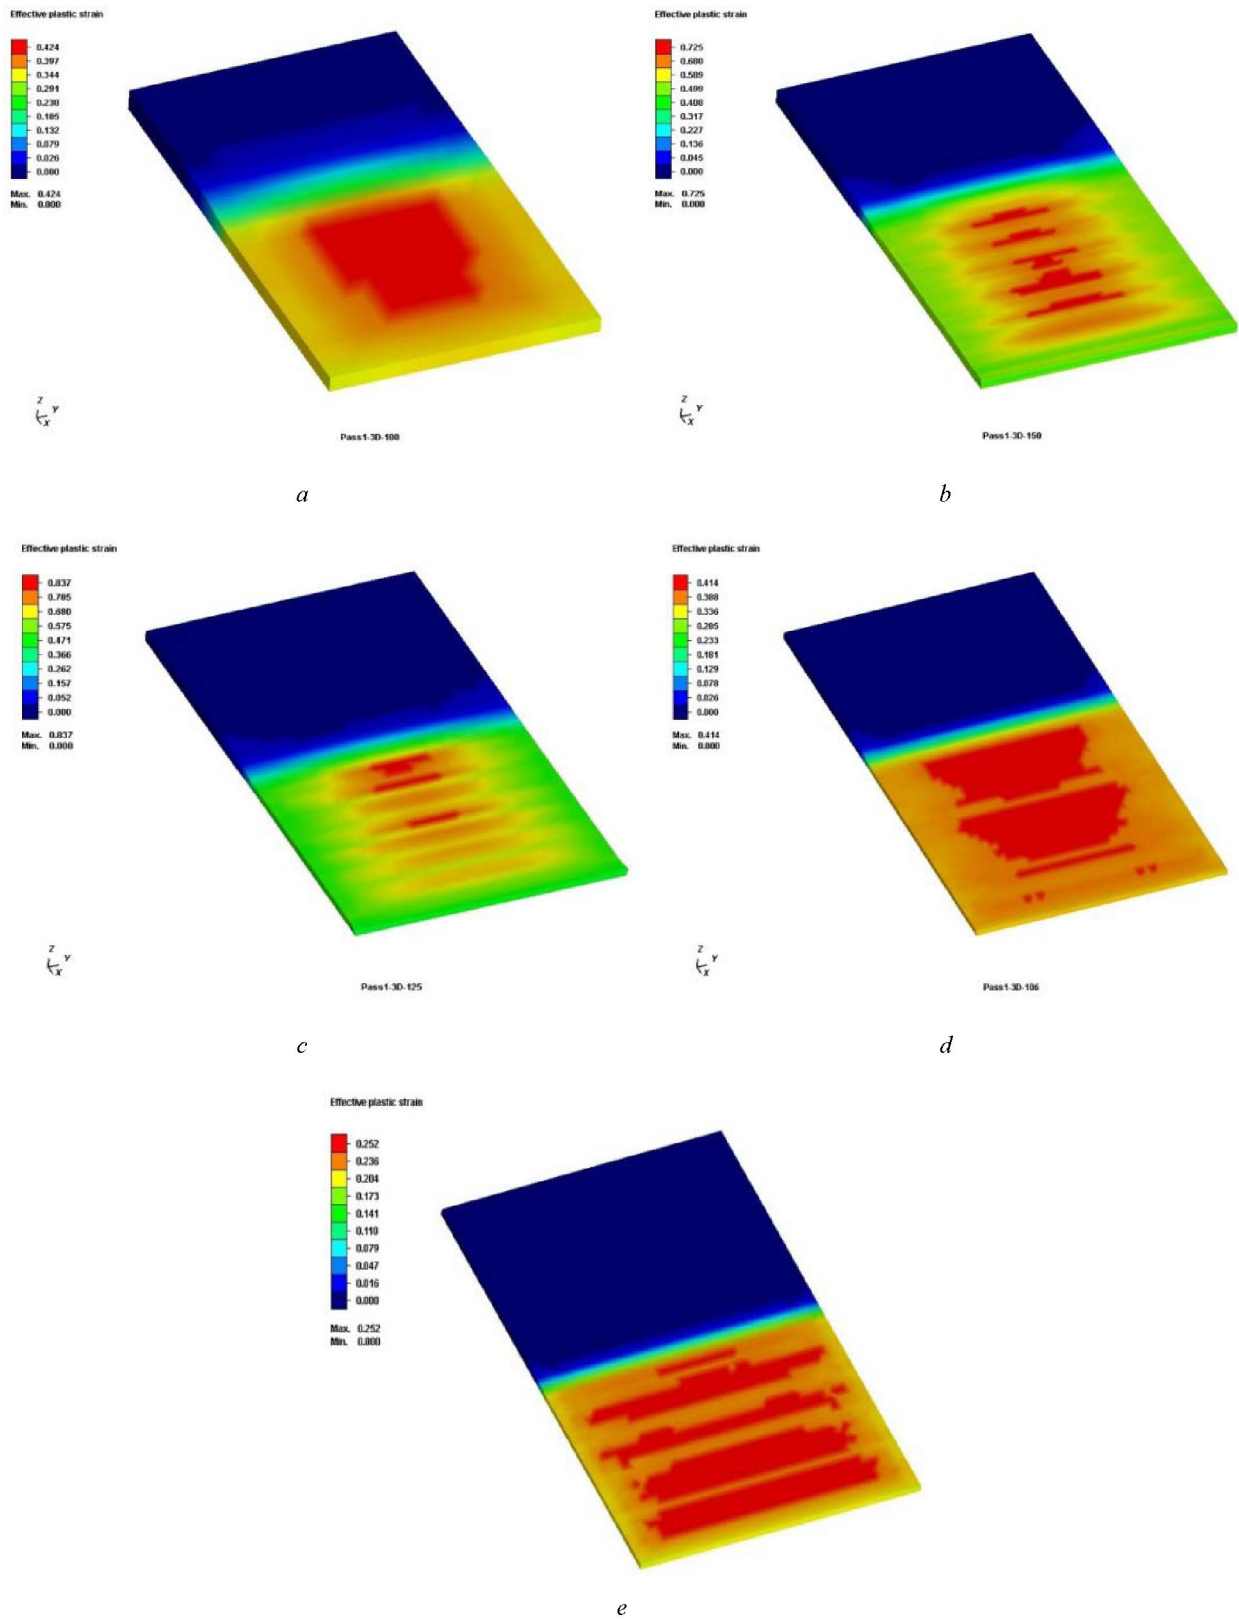 Effective plastic strain
0.424
0.397
0.344
0.291
0.238
0.185
0.132
0.079
0.026
0.000
Max. 0.424
Min. 0.000
Z
Y
X
Pass1-3D-180
a
Effective plastic strain
0.725
0.680
0.589
0.499
0.408
0.317
0.227
0.136
0.045
0.000
Max. 0.725
Min. 0.000
Z
Y
X
Pass1-3D-150
b
Effective plastic strain
0.837
0.785
0.680
0.575
0.471
0.366
0.262
0.157
0.052
0.000
Max. 0.837
Min. 0.000
Z
Y
X
Pass1-3D-125
c
Effective plastic strain
0.414
0.388
0.336
0.285
0.233
0.181
0.129
0.078
0.026
0.000
Max. 0.414
Min. 0.000
Z
Y
X
Pass1-3D-106
d
Effective plastic strain
0.252
0.236
0.204
0.173
0.141
0.110
0.079
0.047
0.016
0.000
Max. 0.252
Min. 0.000
e